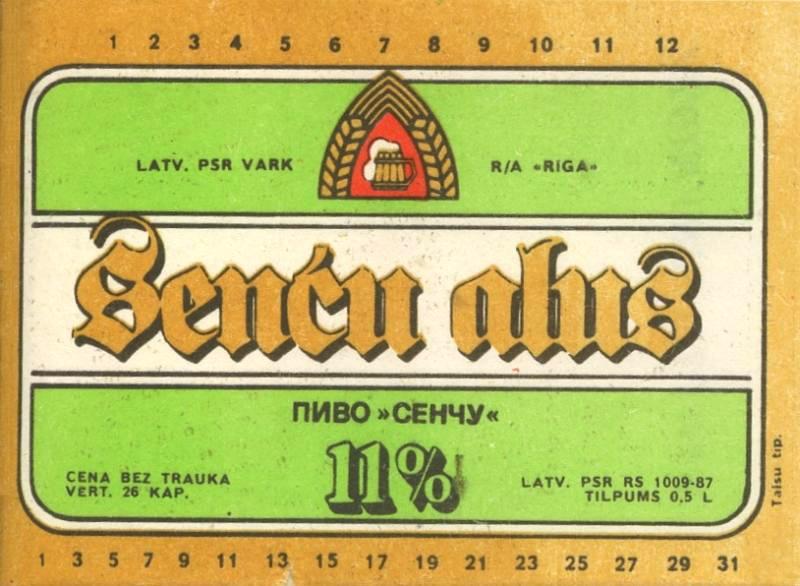 1 2 3 4 5 6 7 8 9 10 11 12
LATV. PSR VARK
R/A «RIGA»
Senču alus
ПИВО »СЕНЧУ«
11%
CENA BEZ TRAUKA
VERT. 26 KAP.
LATV. PSR RS 1009-87
TILPUMS 0,5 L
Talsu tip.
1 3 5 7 9 11 13 15 17 19 21 23 25 27 29 31